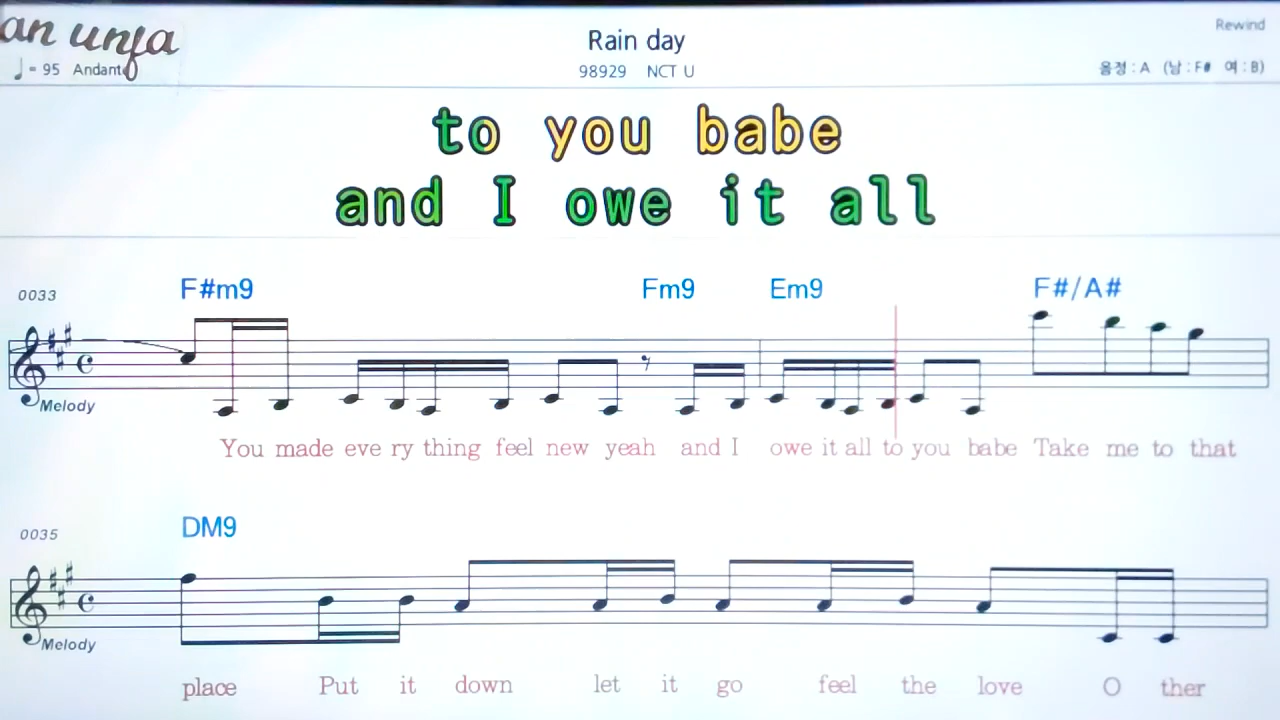 an unfa
Rewind
Rain day
♩= 95 Andante
98929 NCT U
음정 : A (남 : F# 여 : B)
to you babe
and I owe it all
0033
F#m9 Fm9 Em9 F#/A#
Melody
You made eve ry thing feel new yeah and I owe it all to you babe Take me to that
0035
DM9
Melody
place Put it down let it go feel the love O ther